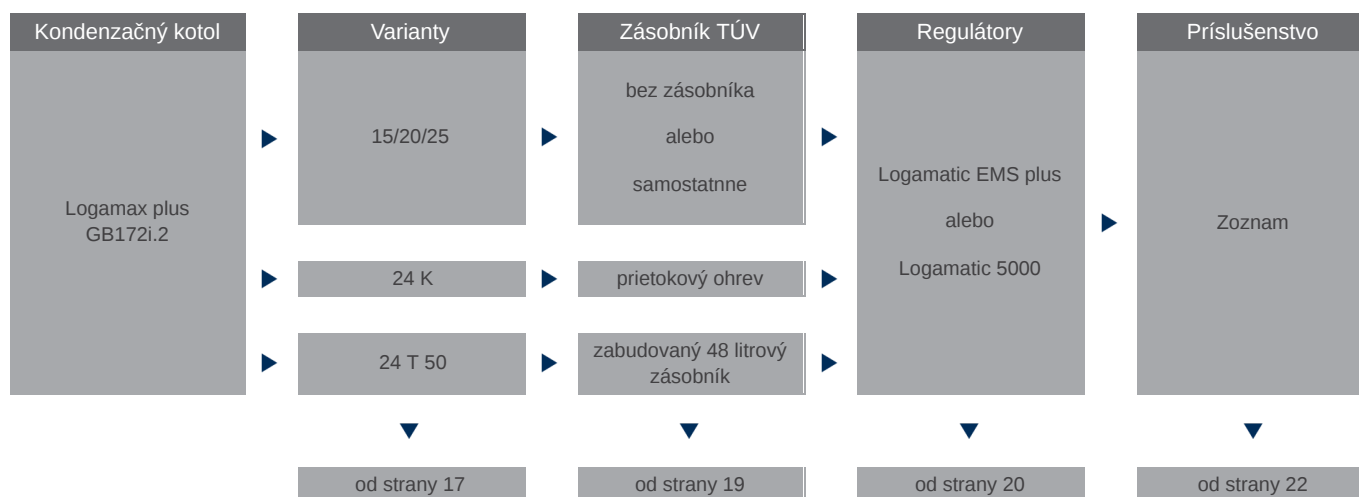 Kondenzačný kotol
Varianty
Zásobník TÚV
Regulátory
Príslušenstvo
Logamax plus
GB172i.2
15/20/25
bez zásobníka
alebo
samostatnne
Logamatic EMS plus
alebo
Logamatic 5000
Zoznam
24 K
prietokový ohrev
24 T 50
zabudovaný 48 litrový
zásobník
od strany 17
od strany 19
od strany 20
od strany 22